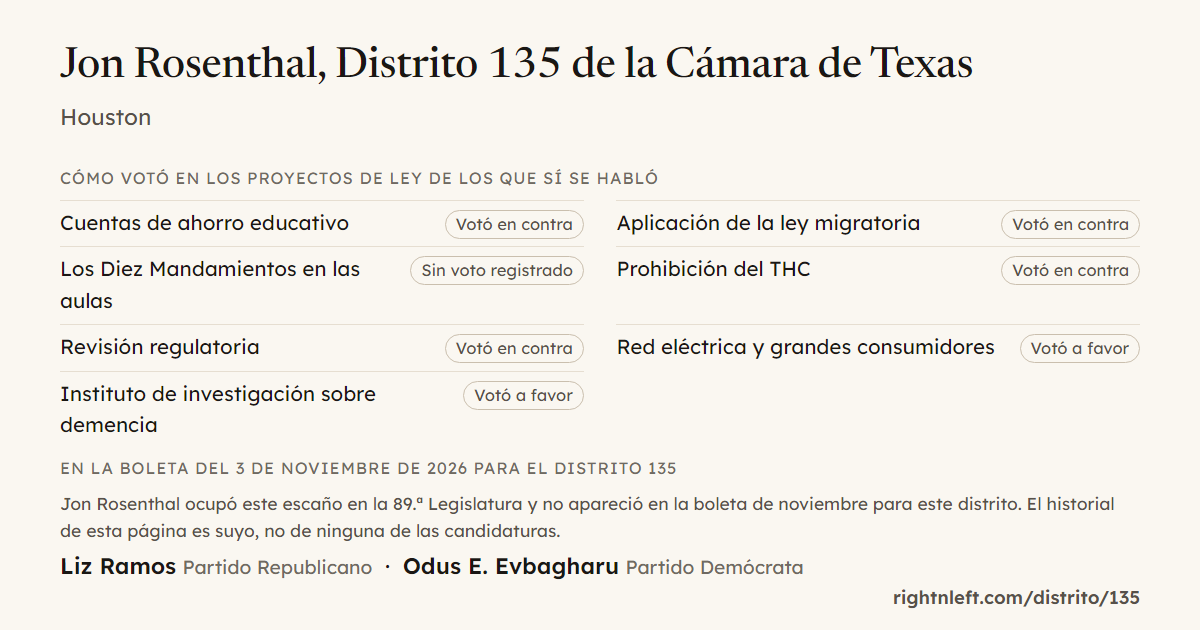 Jon Rosenthal, Distrito 135 de la Cámara de Texas
Houston
CÓMO VOTÓ EN LOS PROYECTOS DE LEY DE LOS QUE SÍ SE HABLÓ
Cuentas de ahorro educativo
Votó en contra
Aplicación de la ley migratoria
Votó en contra
Los Diez Mandamientos en las
aulas
Sin voto registrado
Prohibición del THC
Votó en contra
Revisión regulatoria
Votó en contra
Red eléctrica y grandes consumidores
Votó a favor
Instituto de investigación sobre
demencia
Votó a favor
EN LA BOLETA DEL 3 DE NOVIEMBRE DE 2026 PARA EL DISTRITO 135
Jon Rosenthal ocupó este escaño en la 89.ª Legislatura y no apareció en la boleta de noviembre para este distrito. El historial
de esta página es suyo, no de ninguna de las candidaturas.
Liz Ramos Partido Republicano · Odus E. Evbagharu Partido Demócrata
rightnleft.com/distrito/135